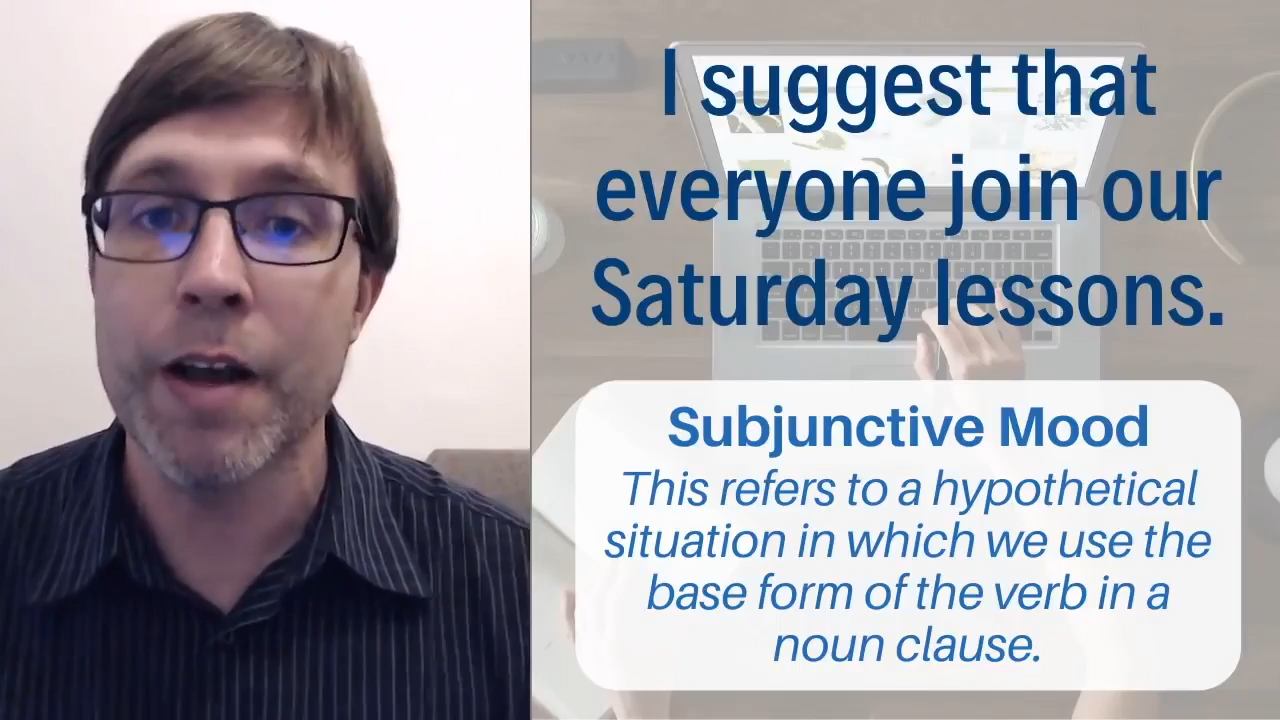 I suggest that
everyone join our
Saturday lessons.
Subjunctive Mood
This refers to a hypothetical
situation in which we use the
base form of the verb in a
noun clause.